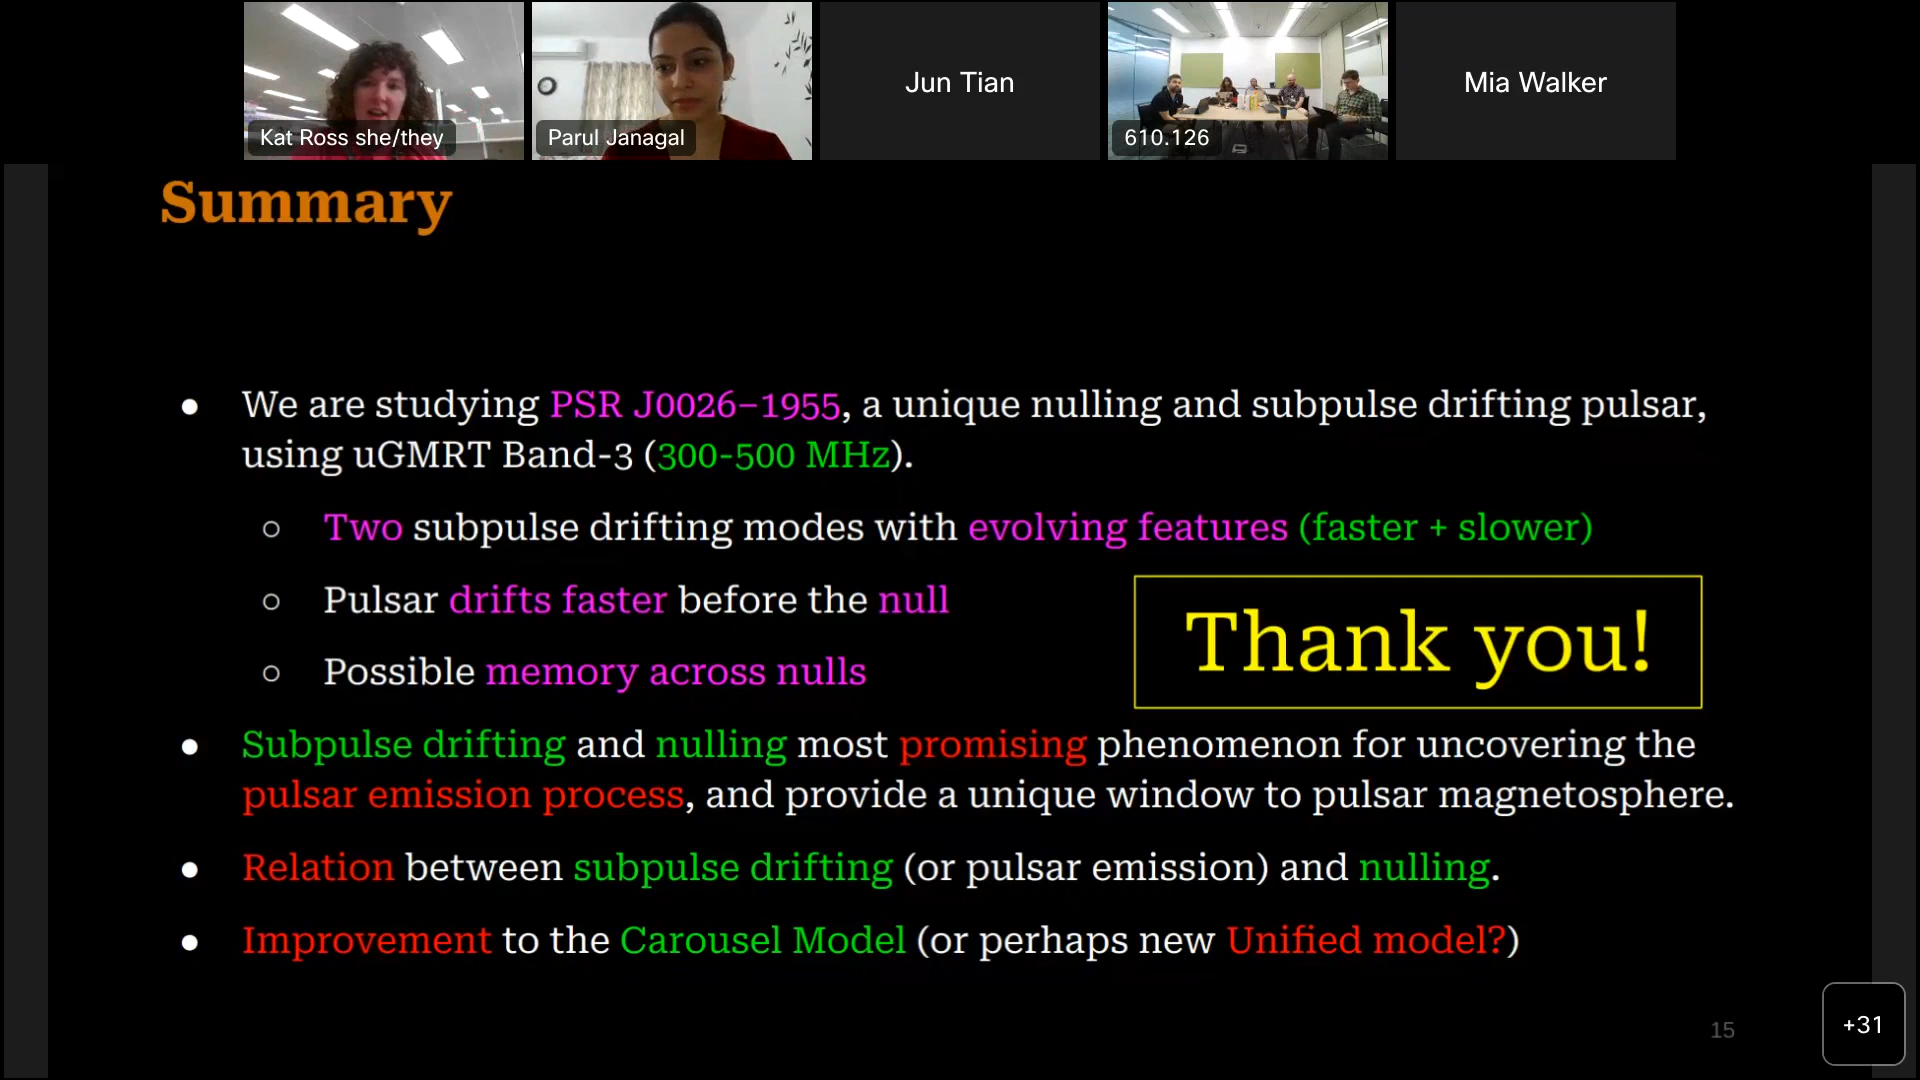 Kat Ross she/they
Parul Janagal
Jun Tian
610.126
Mia Walker
Summary
● We are studying PSR J0026–1955, a unique nulling and subpulse drifting pulsar,
using uGMRT Band-3 (300-500 MHz).
○ Two subpulse drifting modes with evolving features (faster + slower)
○ Pulsar drifts faster before the null
○ Possible memory across nulls
Thank you!
● Subpulse drifting and nulling most promising phenomenon for uncovering the
pulsar emission process, and provide a unique window to pulsar magnetosphere.
● Relation between subpulse drifting (or pulsar emission) and nulling.
● Improvement to the Carousel Model (or perhaps new Unified model?)
15
+31